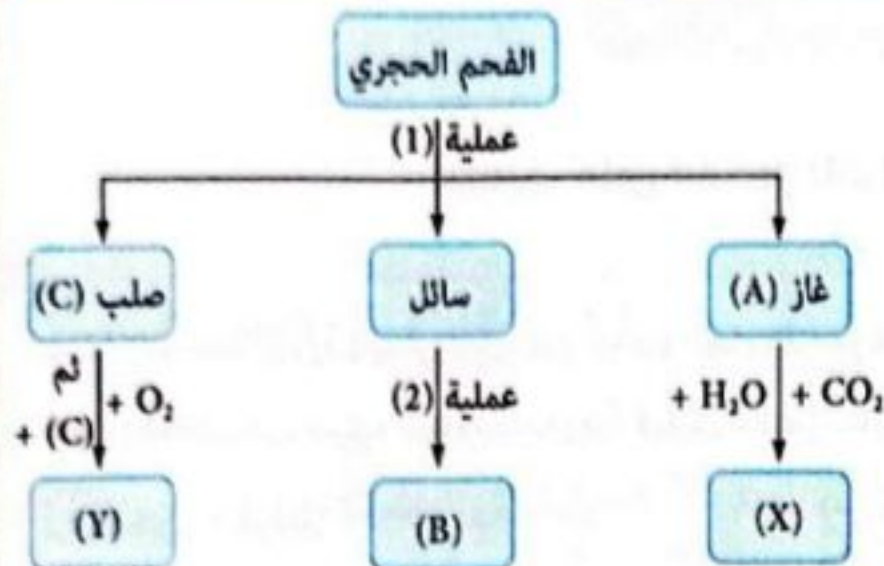 الفحم الحجري
عملية (1)
غاز (A)
سائل
صلب (C)
+ H₂O + CO₂
عملية (2)
+ O₂ ثم
+ (C)
(X)
(B)
(Y)